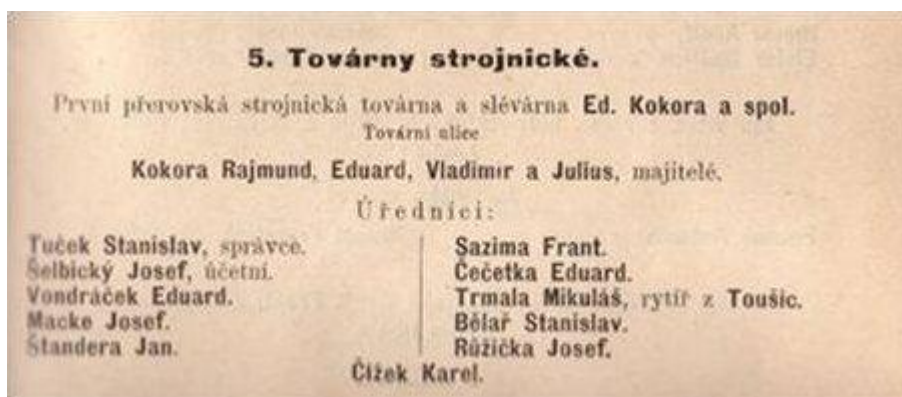 5. Továrny strojnické.
První přerovská strojnická továrna a slévárna Ed. Kokora a spol.
Tovární ulice
Kokora Rajmund, Eduard, Vladimír a Julius, majitelé.
Úředníci:
Tuček Stanislav, správce.
Šelbický Josef, účetní.
Vondráček Eduard.
Macke Josef.
Štandera Jan.
Sazima Frant.
Čečetka Eduard.
Trmala Mikuláš, rytíř z Toušic.
Bělař Stanislav.
Růžička Josef.
Čížek Karel.